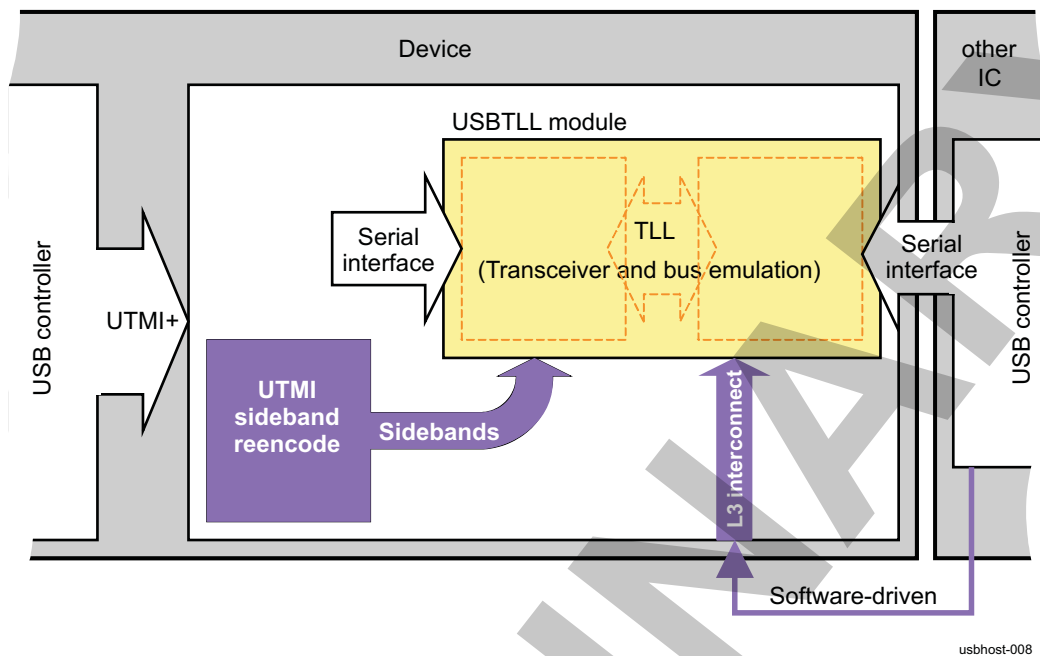 Device
other
IC
USBTLL module
USB controller
UTMI+
Serial
interface
TLL
(Transceiver and bus emulation)
Serial
interface
USB controller
UTMI
sideband
reencode
Sidebands
L3 interconnect
Software-driven
usbhost-008